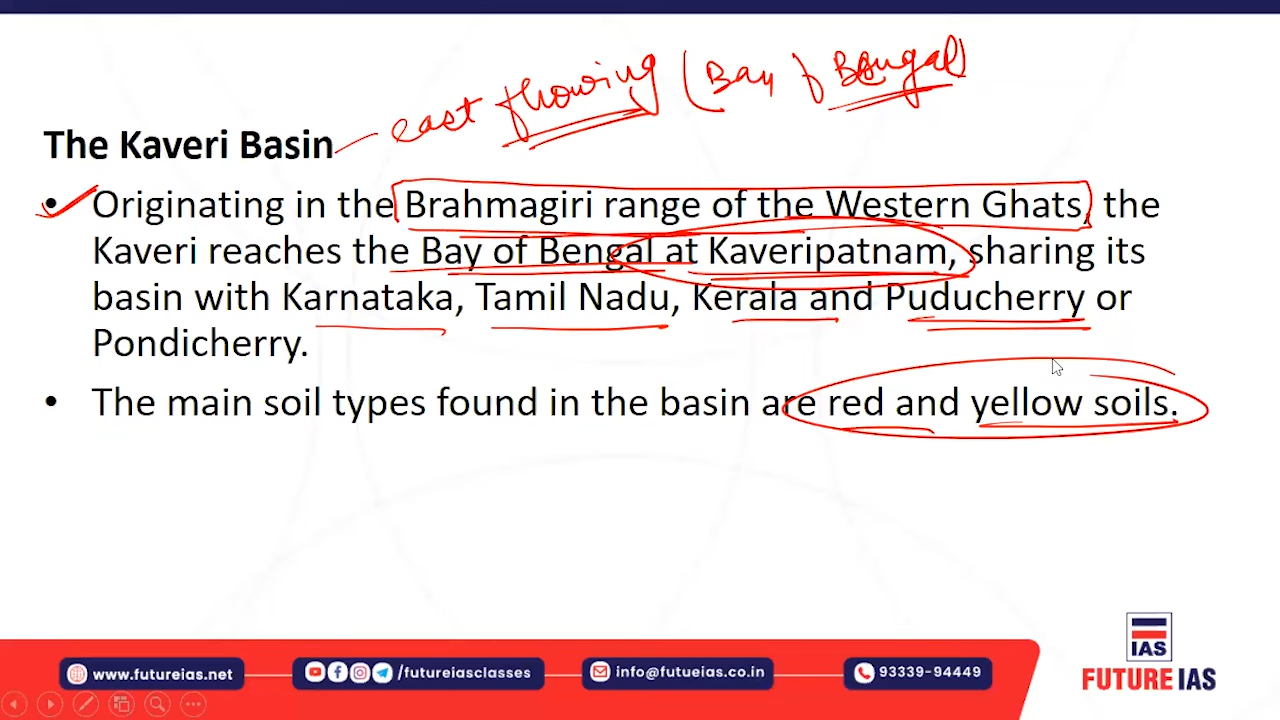 east flowing (Bay of Bengal)
The Kaveri Basin
• Originating in the Brahmagiri range of the Western Ghats, the
Kaveri reaches the Bay of Bengal at Kaveripatnam, sharing its
basin with Karnataka, Tamil Nadu, Kerala and Puducherry or
Pondicherry.
• The main soil types found in the basin are red and yellow soils.
IAS
www.futureias.net
/futureiasclasses
info@futueias.co.in
93339-94449
FUTURE IAS